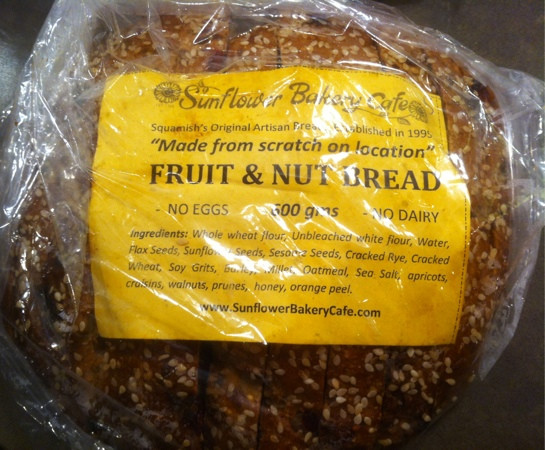 Sunflower Bakery Cafe
Squamish's Original Artisan Bread, Established in 1995
"Made from scratch on location"
FRUIT & NUT BREAD
- NO EGGS 600 gms - NO DAIRY
Ingredients: Whole wheat flour, Unbleached white flour, Water,
Flax Seeds, Sunflower Seeds, Sesame Seeds, Cracked Rye, Cracked
Wheat, Soy Grits, Barley, Millet, Oatmeal, Sea Salt, apricots,
craisins, walnuts, prunes, honey, orange peel.
www.SunflowerBakeryCafe.com